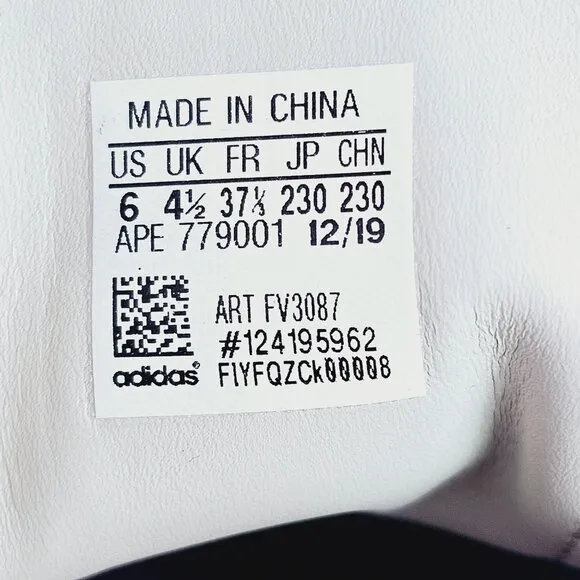 MADE IN CHINA
US UK FR JP CHN
6 4½ 37⅓ 230 230
APE 779001 12/19
ART FV3087
#124195962
adidas® FIYFQZCk00008